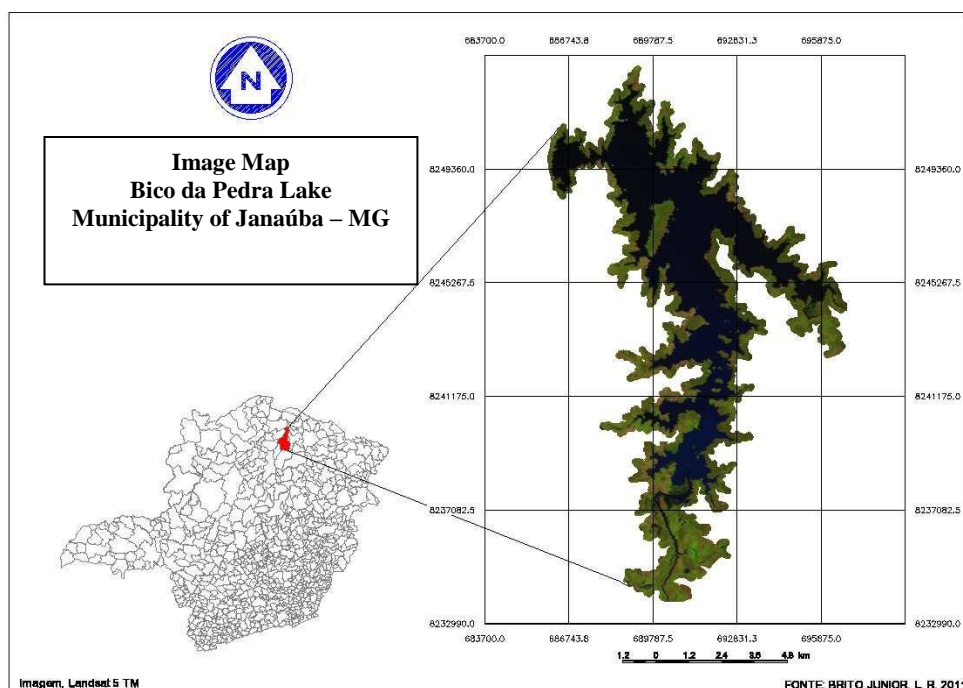 N
Image Map
Bico da Pedra Lake
Municipality of Janaúba – MG
683700.0 686743.8 689787.5 692831.3 695875.0
8249360.0 8249360.0
8245267.5 8245267.5
8241175.0 8241175.0
8237082.5 8237082.5
8232990.0 8232990.0
683700.0 686743.8 689787.5 692831.3 695875.0
1.2 0 1.2 2.4 3.6 4.8 km
Imagem, Landsat 5 TM
FONTE: BRITO JUNIOR, L. R. 2011